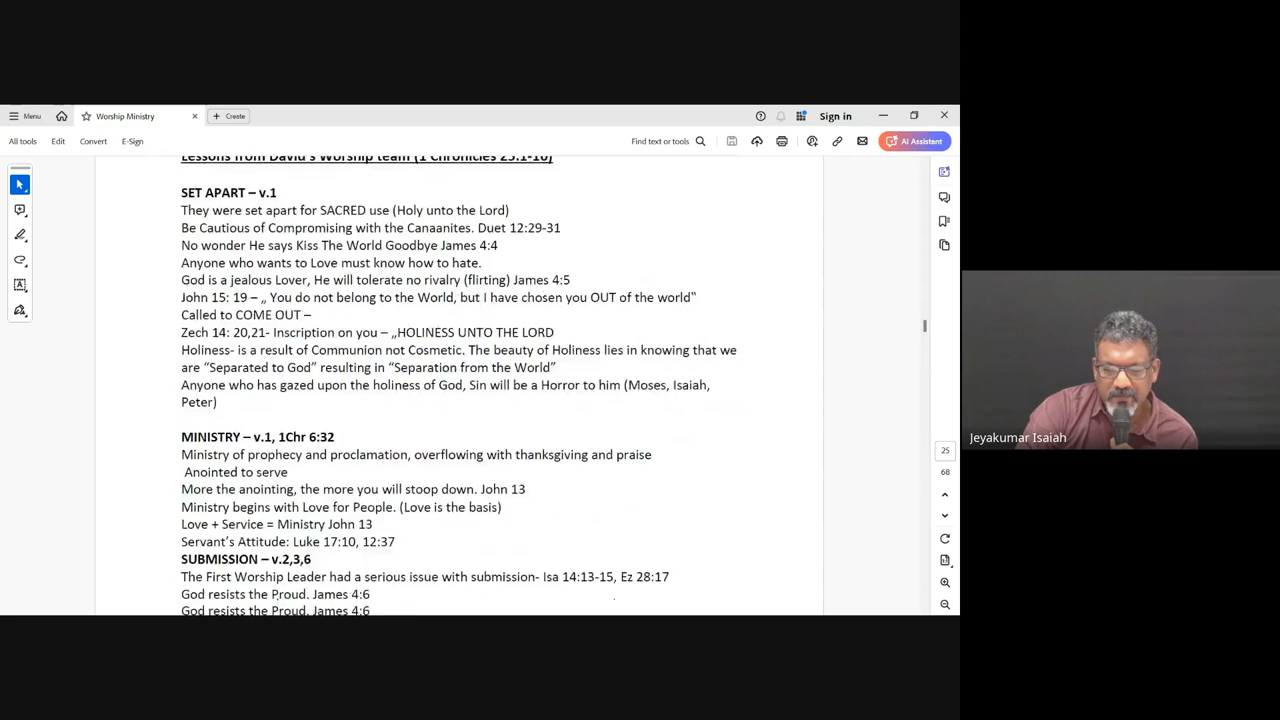 Menu
Worship Ministry
Create
Sign in
All tools
Edit
Convert
E-Sign
Find text or tools
AI Assistant
Lessons from David's Worship team (1 Chronicles 25:1-10)
SET APART – v.1
They were set apart for SACRED use (Holy unto the Lord)
Be Cautious of Compromising with the Canaanites. Duet 12:29-31
No wonder He says Kiss The World Goodbye James 4:4
Anyone who wants to Love must know how to hate.
God is a jealous Lover, He will tolerate no rivalry (flirting) James 4:5
John 15: 19 – „ You do not belong to the World, but I have chosen you OUT of the world‟
Called to COME OUT –
Zech 14: 20,21- Inscription on you – „HOLINESS UNTO THE LORD
Holiness- is a result of Communion not Cosmetic. The beauty of Holiness lies in knowing that we
are “Separated to God” resulting in “Separation from the World”
Anyone who has gazed upon the holiness of God, Sin will be a Horror to him (Moses, Isaiah,
Peter)
MINISTRY – v.1, 1Chr 6:32
Ministry of prophecy and proclamation, overflowing with thanksgiving and praise
Anointed to serve
More the anointing, the more you will stoop down. John 13
Ministry begins with Love for People. (Love is the basis)
Love + Service = Ministry John 13
Servant’s Attitude: Luke 17:10, 12:37
SUBMISSION – v.2,3,6
The First Worship Leader had a serious issue with submission- Isa 14:13-15, Ez 28:17
God resists the Proud. James 4:6
God resists the Proud. James 4:6
25
68
Jeyakumar Isaiah